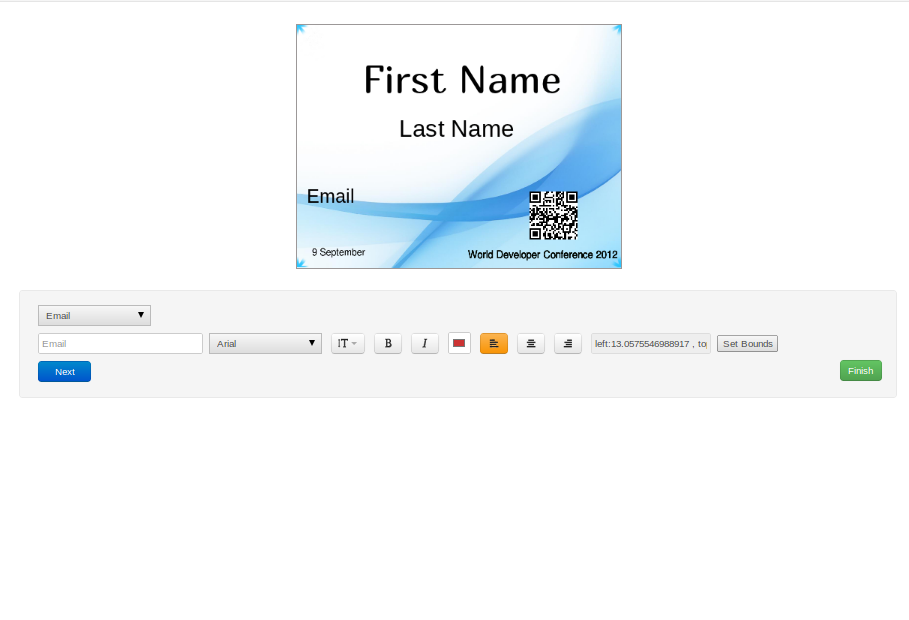 First Name
Last Name
Email
9 September
World Developer Conference 2012
Email
Email
Arial
T
B
I
left:13.0575546988917 , to
Set Bounds
Next
Finish